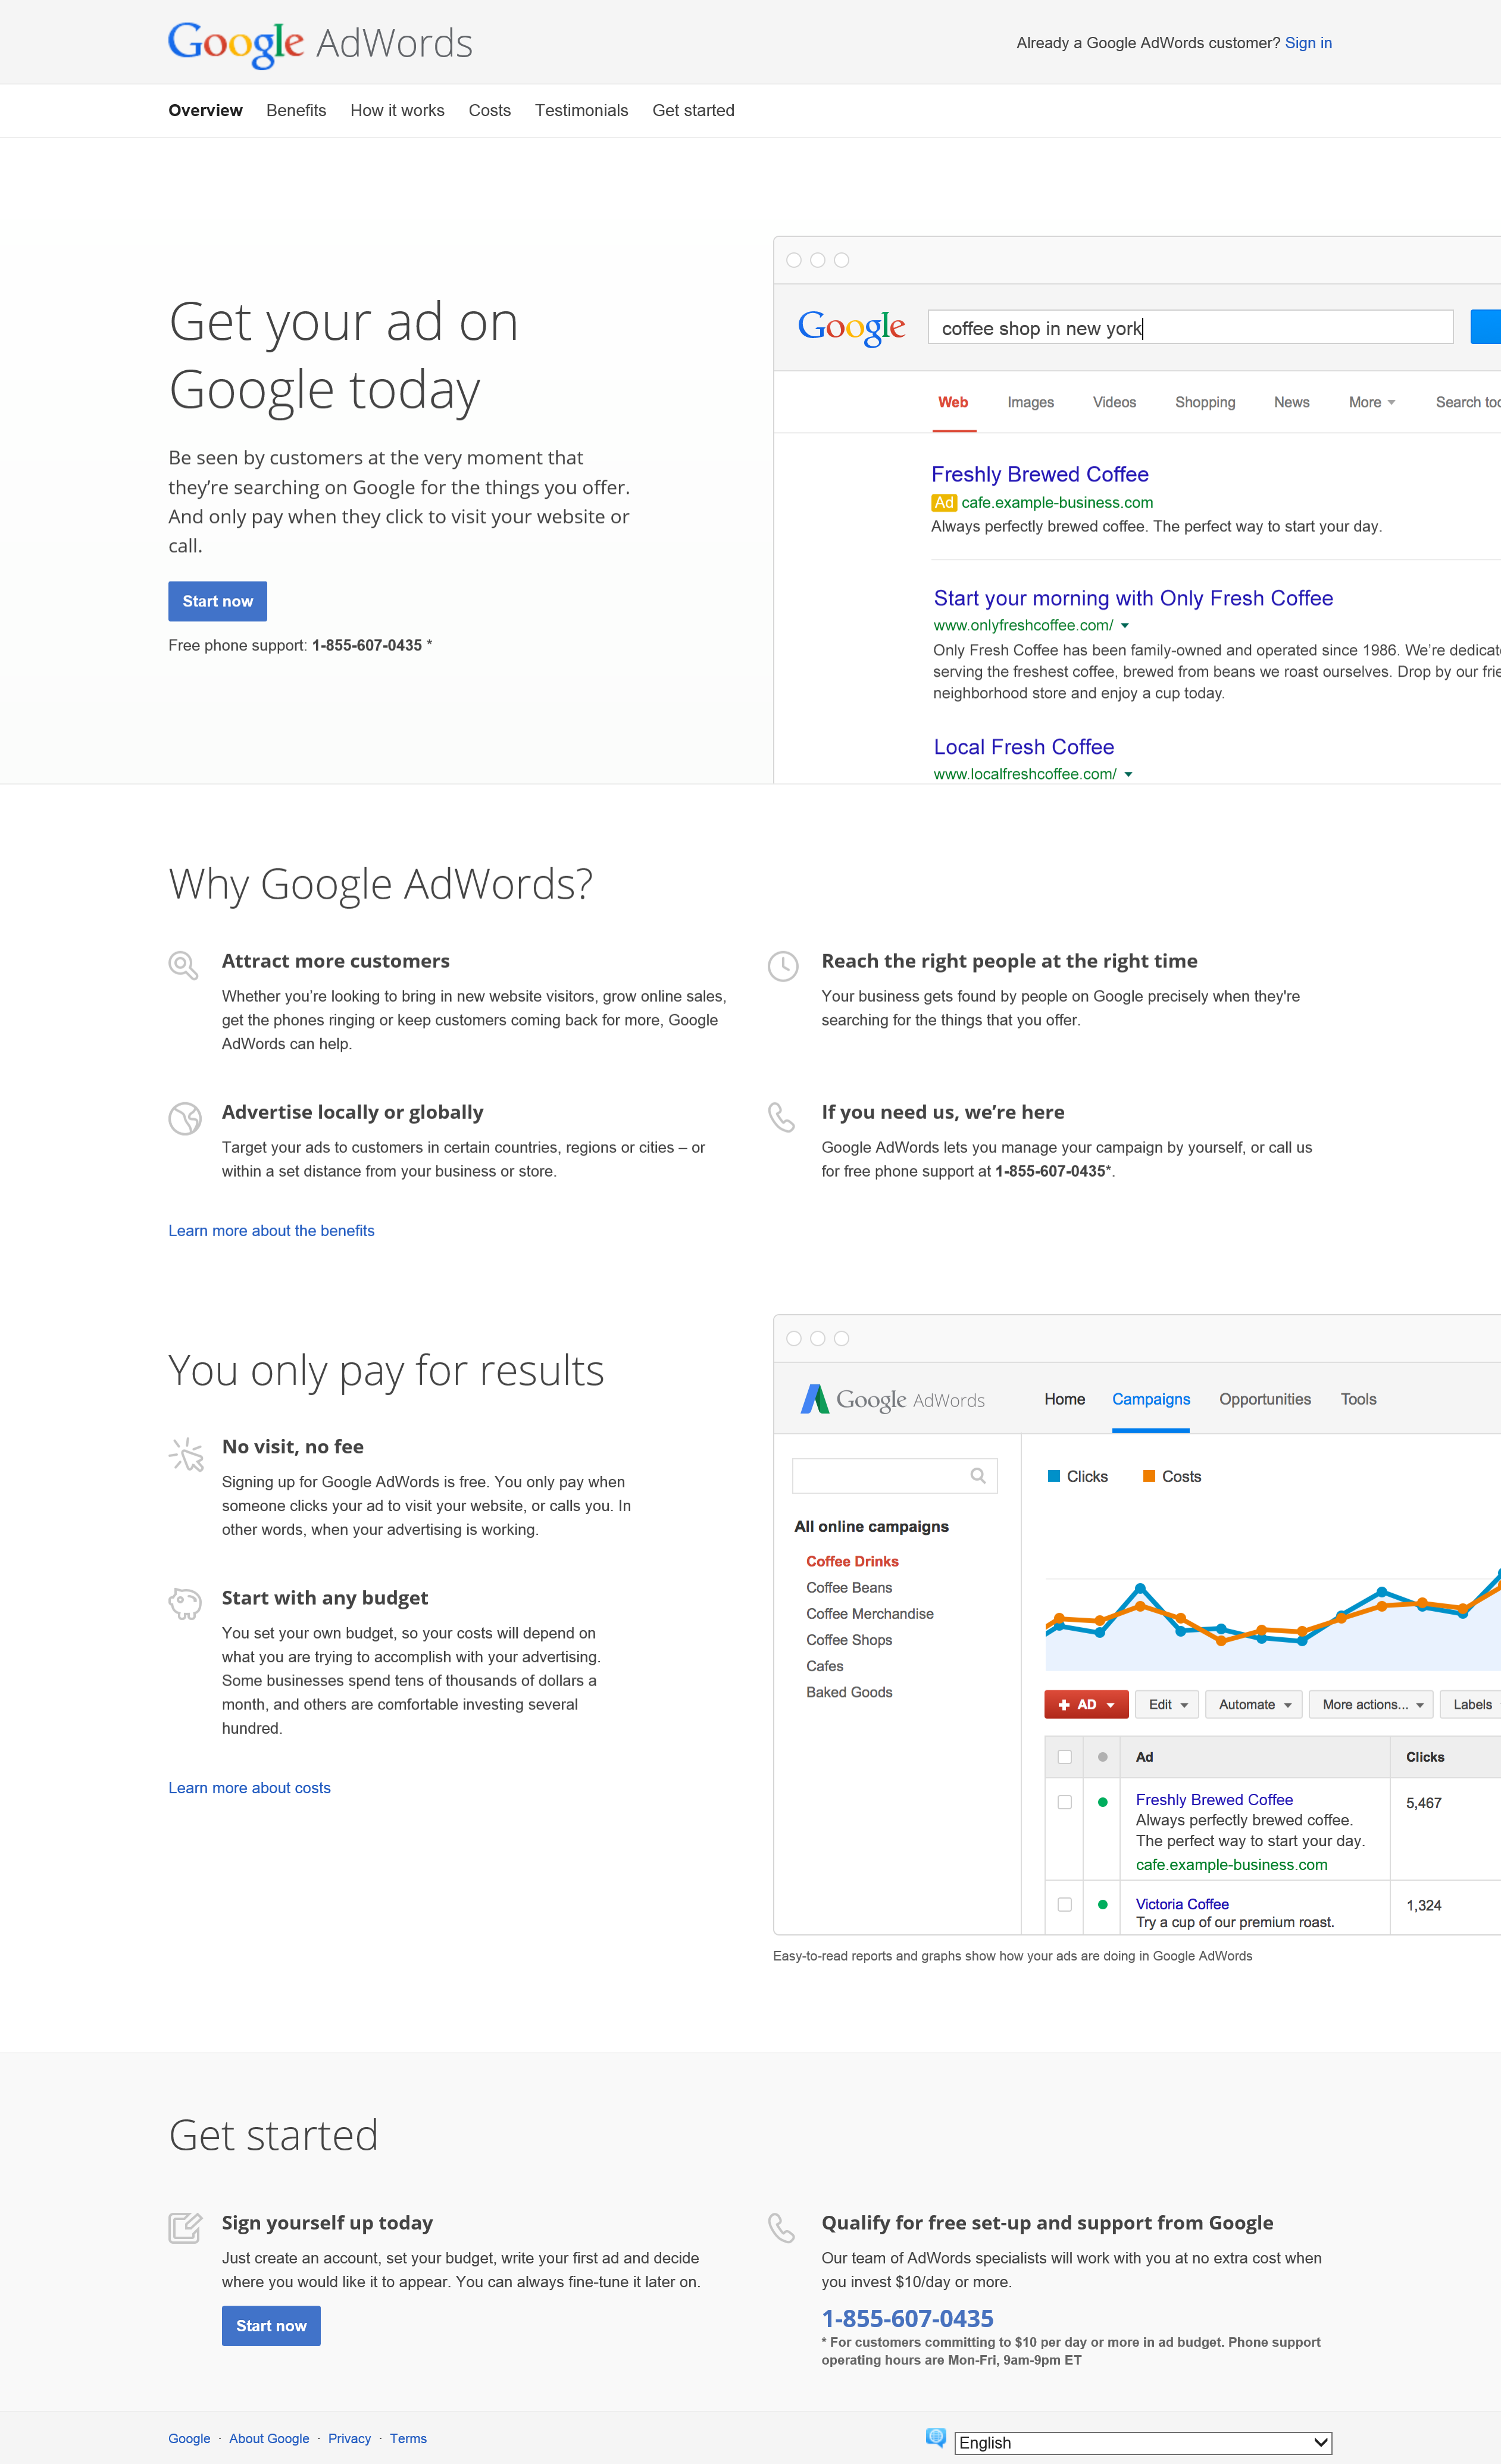 Google AdWords
Already a Google AdWords customer? Sign in
Overview Benefits How it works Costs Testimonials Get started
Get your ad on
Google today
Be seen by customers at the very moment that
they’re searching on Google for the things you offer.
And only pay when they click to visit your website or
call.
Start now
Free phone support: 1-855-607-0435 *
Google
coffee shop in new york
Web Images Videos Shopping News More Search too
Freshly Brewed Coffee
Ad cafe.example-business.com
Always perfectly brewed coffee. The perfect way to start your day.
Start your morning with Only Fresh Coffee
www.onlyfreshcoffee.com/
Only Fresh Coffee has been family-owned and operated since 1986. We’re dedicate
serving the freshest coffee, brewed from beans we roast ourselves. Drop by our frie
neighborhood store and enjoy a cup today.
Local Fresh Coffee
www.localfreshcoffee.com/
Why Google AdWords?
Attract more customers
Whether you’re looking to bring in new website visitors, grow online sales,
get the phones ringing or keep customers coming back for more, Google
AdWords can help.
Reach the right people at the right time
Your business gets found by people on Google precisely when they're
searching for the things that you offer.
Advertise locally or globally
Target your ads to customers in certain countries, regions or cities – or
within a set distance from your business or store.
If you need us, we’re here
Google AdWords lets you manage your campaign by yourself, or call us
for free phone support at 1-855-607-0435*.
Learn more about the benefits
You only pay for results
No visit, no fee
Signing up for Google AdWords is free. You only pay when
someone clicks your ad to visit your website, or calls you. In
other words, when your advertising is working.
Start with any budget
You set your own budget, so your costs will depend on
what you are trying to accomplish with your advertising.
Some businesses spend tens of thousands of dollars a
month, and others are comfortable investing several
hundred.
Learn more about costs
Google AdWords
Home Campaigns Opportunities Tools
Clicks Costs
All online campaigns
Coffee Drinks
Coffee Beans
Coffee Merchandise
Coffee Shops
Cafes
Baked Goods
AD Edit Automate More actions... Labels
Ad Clicks
Freshly Brewed Coffee 5,467
Always perfectly brewed coffee.
The perfect way to start your day.
cafe.example-business.com
Victoria Coffee 1,324
Try a cup of our premium roast.
Easy-to-read reports and graphs show how your ads are doing in Google AdWords
Get started
Sign yourself up today
Just create an account, set your budget, write your first ad and decide
where you would like it to appear. You can always fine-tune it later on.
Start now
Qualify for free set-up and support from Google
Our team of AdWords specialists will work with you at no extra cost when
you invest $10/day or more.
1-855-607-0435
* For customers committing to $10 per day or more in ad budget. Phone support
operating hours are Mon-Fri, 9am-9pm ET
Google · About Google · Privacy · Terms
English